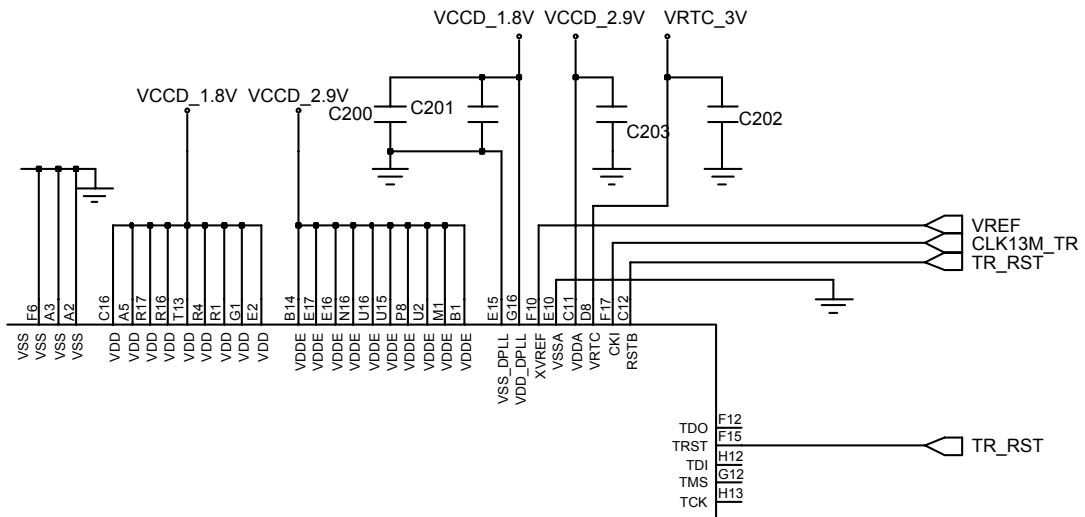 VCCD_1.8V VCCD_2.9V VRTC_3V
VCCD_1.8V VCCD_2.9V
C200 C201 C203 C202
VREF
CLK13M_TR
TR_RST
F6 A3 A2 C16 A5 R17 R16 T13 R4 R1 G1 E2 B14 E17 E16 N16 U16 U15 P8 U2 M1 B1 E15 G16 F10 E10 C11 D8 F17 C12
VSS VSS VSS VSS VDD VDD VDD VDD VDD VDD VDD VDD VDD VDDE VDDE VDDE VDDE VDDE VDDE VDDE VDDE VDDE VDDE VSS_DPLL VDD_DPLL XVREF VSSA VDDA VRTC CKI RSTB
TDO F12
TRST F15 TR_RST
TDI H12
TMS G12
TCK H13